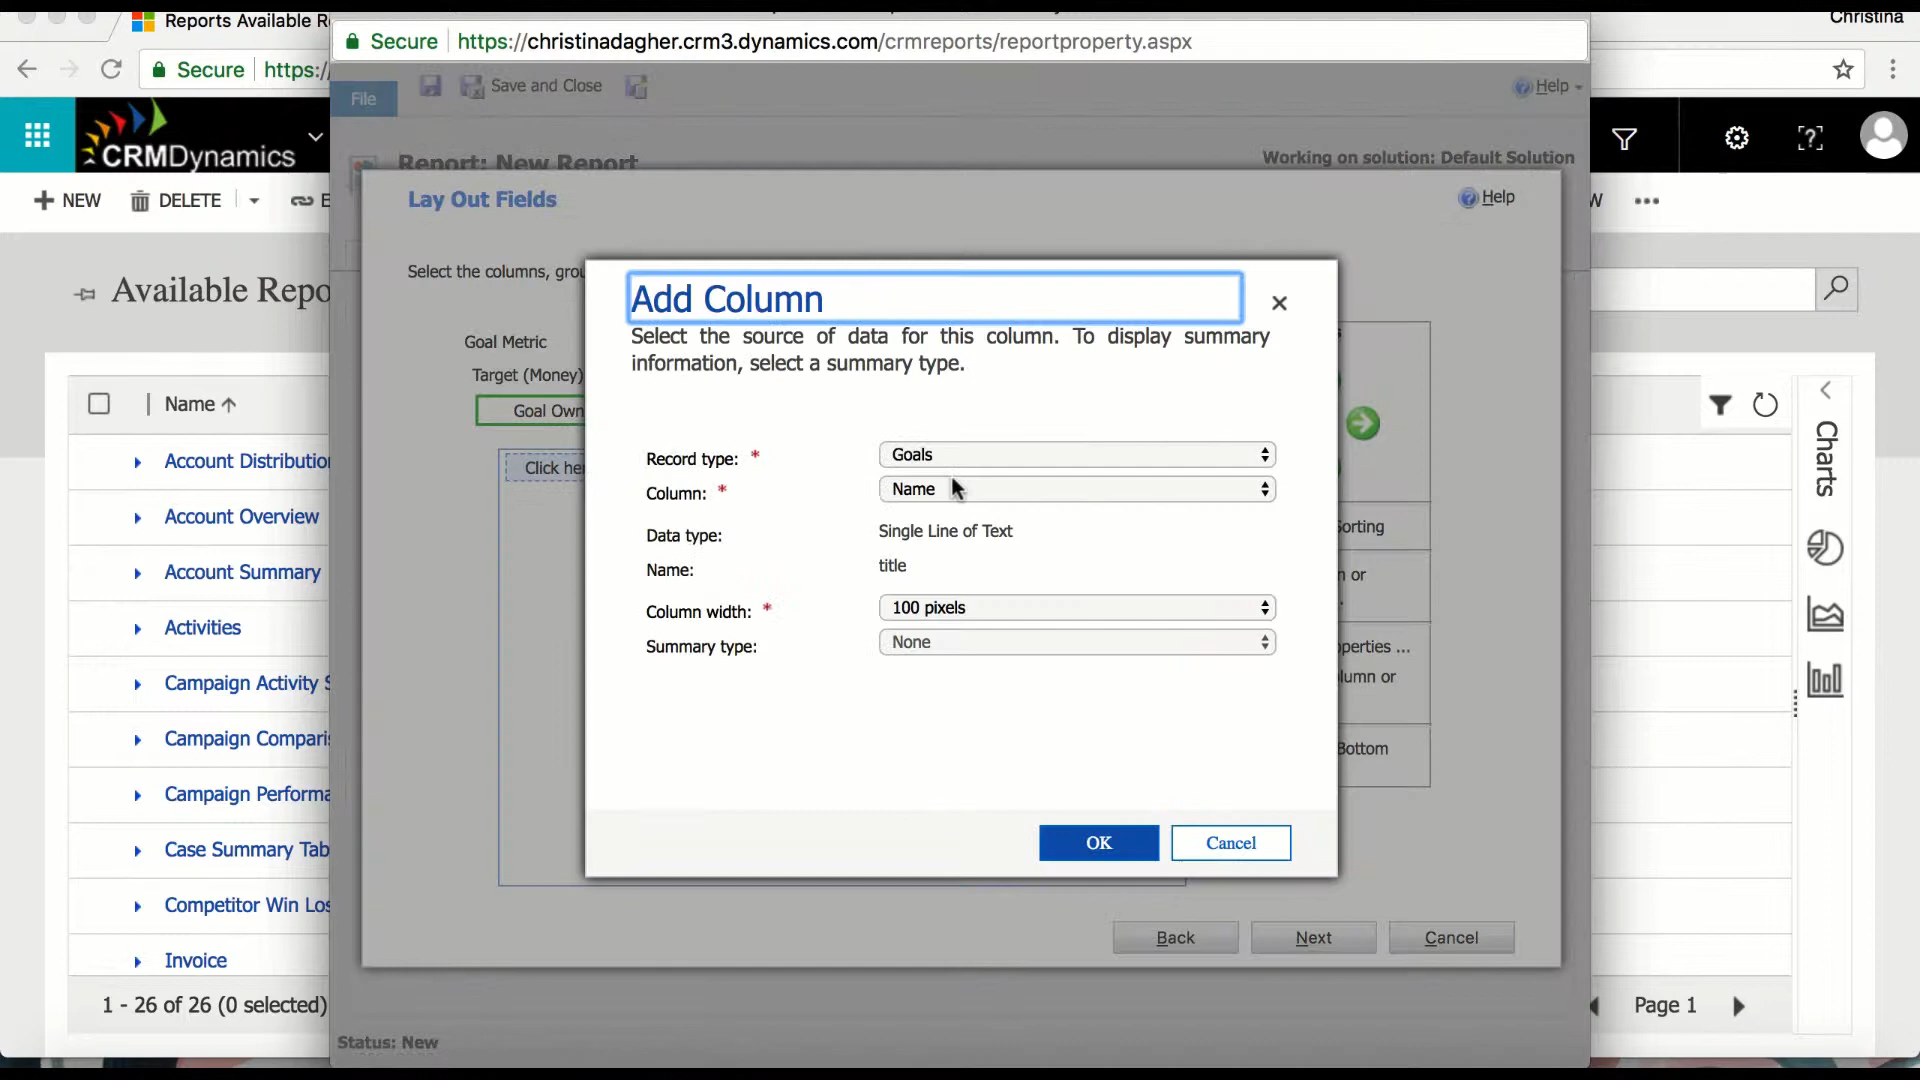 Reports Available R
Christina
Secure https://christinadagher.crm3.dynamics.com/crmreports/reportproperty.aspx
Secure https:/
File
Save and Close
Help
CRMDynamics
Report: New Report
Working on solution: Default Solution
NEW
DELETE
E
W
Lay Out Fields
Help
Select the columns, grou
Available Repo
Add Column
Select the source of data for this column. To display summary
information, select a summary type.
Goal Metric
Target (Money)
Goal Own
Click her
Name
Record type: *
Goals
Column: *
Name
Data type:
Single Line of Text
Name:
title
Column width: *
100 pixels
Summary type:
None
OK
Cancel
Sorting
n or
perties ...
lumn or
Bottom
Charts
Account Distribution
Account Overview
Account Summary
Activities
Campaign Activity S
Campaign Comparis
Campaign Performa
Case Summary Tab
Competitor Win Los
Invoice
Back
Next
Cancel
1 - 26 of 26 (0 selected)
Page 1
Status: New